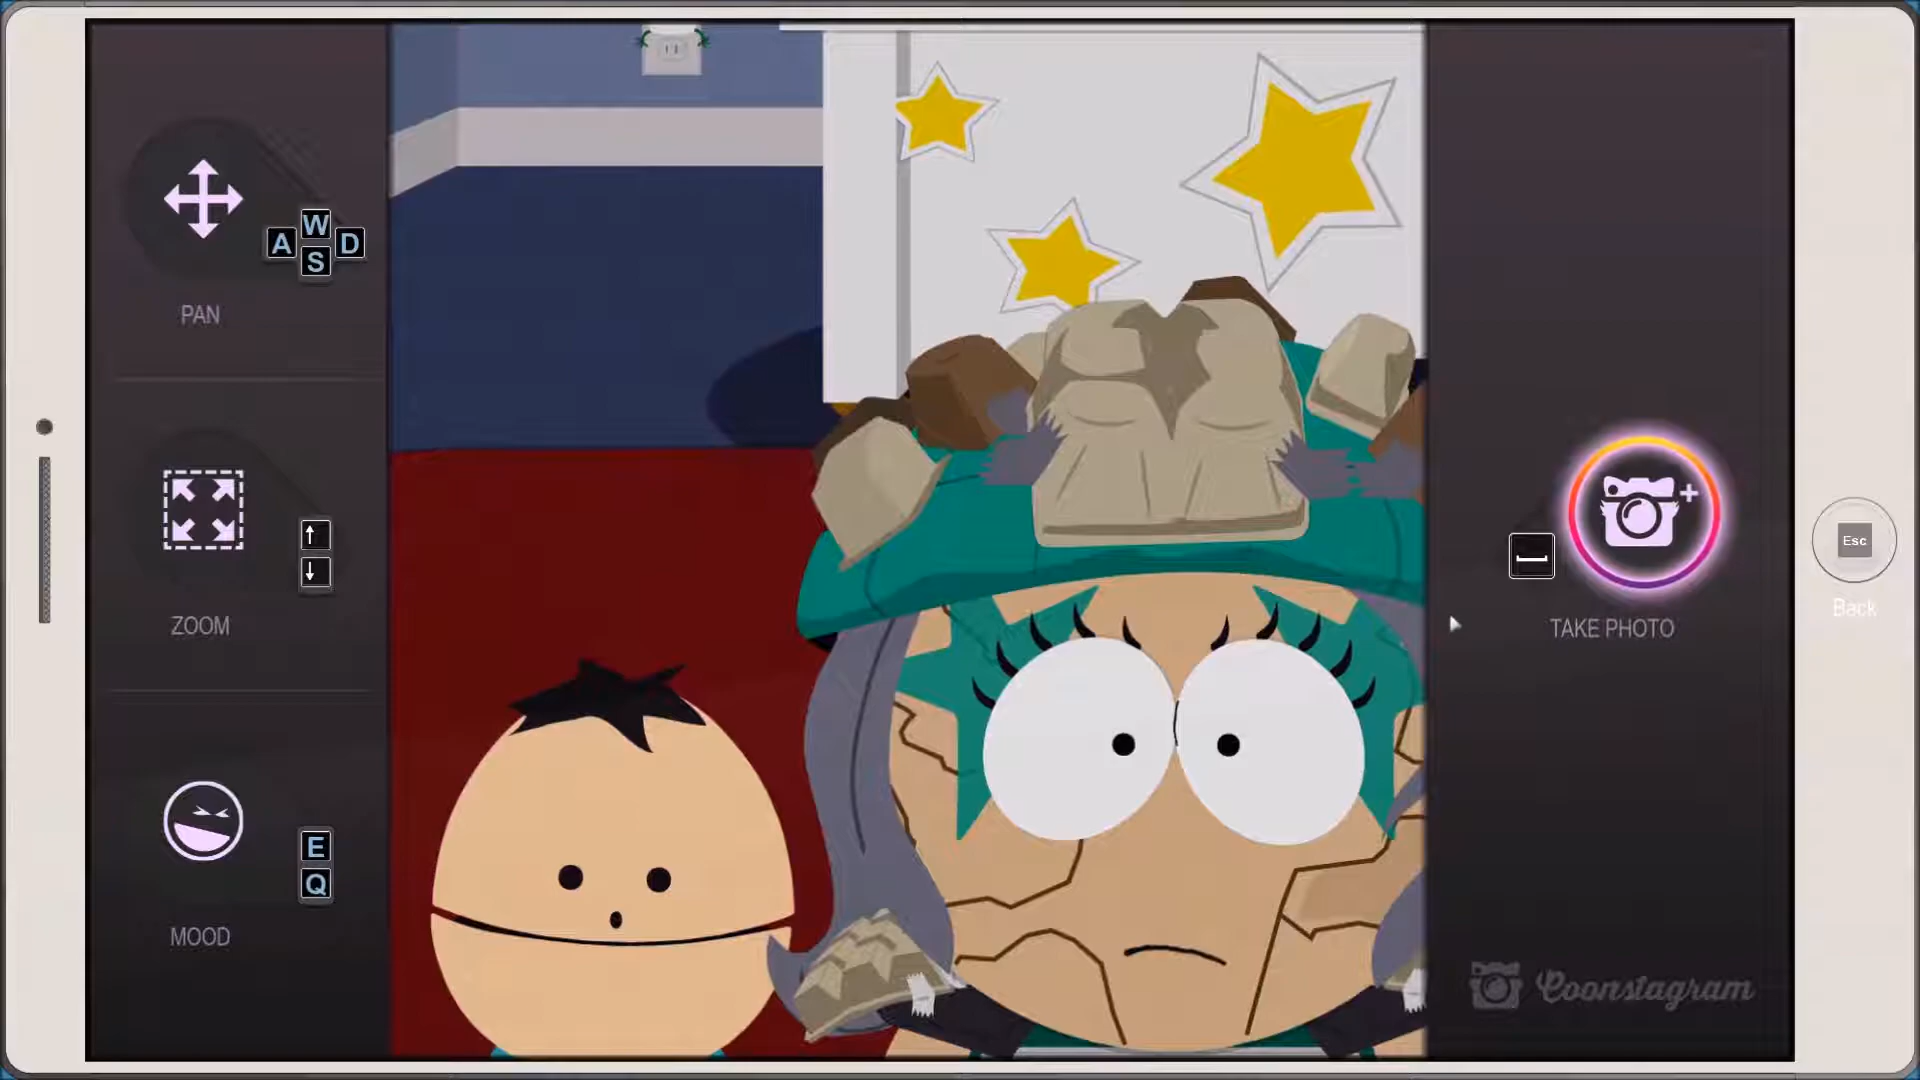 W
A D
S
PAN
↑
↓
ZOOM
E
Q
MOOD
TAKE PHOTO
Esc
Back
Coonstagram